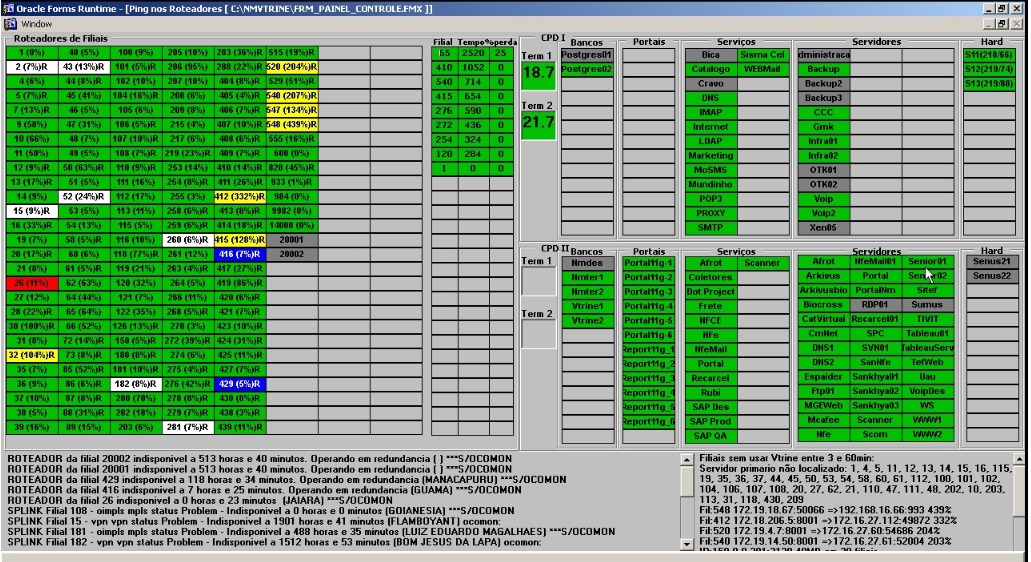 Oracle Forms Runtime - [Ping nos Roteadores [ C:\NMVTRINE\FRM_PAINEL_CONTROLE.FMX ]]
Window
Roteadores de Filiais
1 (0%) 40 (5%) 100 (9%) 205 (10%) 283 (36%)R 515 (19%)R
2 (7%)R 43 (13%)R 101 (5%)R 206 (95%) 288 (22%)R 520 (204%)R
4 (6%) 44 (8%)R 102 (10%) 207 (10%) 404 (8%)R 529 (51%)R
5 (7%)R 45 (41%) 104 (16%)R 208 (6%) 405 (4%)R 540 (207%)R
7 (13%)R 46 (5%) 105 (6%) 209 (8%) 406 (7%)R 547 (134%)R
9 (58%) 47 (31%) 106 (5%)R 215 (4%) 407 (10%)R 548 (439%)R
10 (66%) 48 (7%) 107 (10%)R 217 (6%) 408 (6%)R 555 (16%)R
11 (50%) 49 (5%) 108 (7%)R 219 (23%)R 409 (7%)R 600 (0%)
12 (9%)R 50 (63%)R 110 (9%)R 253 (14%) 410 (14%)R 828 (45%)R
13 (17%)R 51 (5%) 111 (16%) 254 (8%)R 411 (26%)R 933 (1%)R
14 (9%) 52 (24%)R 112 (17%) 255 (3%) 412 (332%)R 984 (0%)
15 (9%)R 53 (5%) 113 (11%) 258 (6%)R 413 (8%)R 9982 (0%)
16 (33%)R 54 (13%) 115 (5%) 259 (6%)R 414 (18%)R 14000 (0%)
19 (7%) 58 (5%)R 116 (10%) 260 (6%)R 415 (128%)R 20001
20 (17%)R 60 (6%) 118 (77%)R 261 (12%) 416 (7%)R 20002
21 (8%) 61 (5%)R 119 (21%) 263 (4%)R 417 (27%)R
26 (11%) 62 (63%) 120 (32%) 264 (5%) 419 (86%)R
27 (12%) 64 (44%) 121 (7%) 266 (11%) 420 (6%)R
28 (22%)R 65 (64%) 122 (35%) 268 (5%)R 421 (7%)R
30 (100%)R 66 (52%) 126 (13%)R 270 (3%) 423 (10%)R
31 (8%) 72 (14%)R 150 (5%)R 272 (39%)R 424 (31%)R
32 (104%)R 73 (8%)R 180 (8%)R 274 (6%) 425 (11%)R
35 (7%) 85 (52%)R 181 (10%)R 275 (4%)R 427 (7%)R
36 (9%) 86 (6%)R 182 (8%)R 276 (42%)R 429 (5%)R
37 (10%) 87 (8%)R 200 (70%) 278 (8%)R 430 (8%)R
38 (5%) 88 (31%)R 202 (10%) 279 (7%)R 438 (3%)R
39 (16%) 89 (15%) 203 (6%) 281 (7%)R 439 (11%)R
Filial Tempo %perda
65 2520 25
410 1052 0
540 714 0
415 654 0
276 590 0
272 436 0
254 324 0
120 284 0
1 0 0
CPD I
Term 1
18.7
Term 2
21.7
Bancos
Postgres01
Postgres02
Portais
Serviços
Bica Sisma Cel
Catalogo WEBMail
Cravo
DNS
IMAP
Internet
LDAP
Marketing
MoSMS
Mundinho
POP3
PROXY
SMTP
Servidores
dministraca
Backup
Backup2
Backup3
CCC
Gmk
Infra01
Infra02
OTK01
OTK02
Voip
Voip2
Xen05
Hard
S11(218/66)
S12(219/74)
S13(219/88)
CPD II
Term 1
Term 2
Bancos
Nmdes
Nmter1
Nmter2
Vtrine1
Vtrine2
Portais
Portal11g-1
Portal11g-2
Portal11g-3
Portal11g-4
Portal11g-5
Portal11g-6
Report11g_1
Report11g_2
Report11g_3
Report11g_4
Report11g_5
Report11g_6
Serviços
Afrot Scanner
Coletores
Dot Project
Frete
NFCE
NFe
NfeMail
Portal
Recarcel
Rubi
SAP Des
SAP Prod
SAP QA
Servidores
Afrot NfeMail01 Senior01
Arkivus Portal Senior02
Arkivusbio PortalNm Sitef
Biocross RDP01 Sumus
CatVirtual Recarcel01 TIVIT
CmNet SPC Tableau01
DNS1 SVN01 TableauServ
DNS2 SanNfe TefWeb
Espaider Sankhya01 Uau
Ftp01 Sankhya02 VoipDes
MGEWeb Sankhya03 WS
Mcafee Scanner WWW1
Nfe Scom WWW2
Hard
Senus21
Senus22
ROTEADOR da filial 20002 indisponivel a 513 horas e 40 minutos. Operando em redundancia ( ) ***S/OCOMON
ROTEADOR da filial 20001 indisponivel a 513 horas e 40 minutos. Operando em redundancia ( ) ***S/OCOMON
ROTEADOR da filial 429 indisponivel a 118 horas e 34 minutos. Operando em redundancia (MANACAPURU) ***S/OCOMON
ROTEADOR da filial 416 indisponivel a 7 horas e 25 minutos. Operando em redundancia (GUAMA) ***S/OCOMON
ROTEADOR da filial 26 indisponivel a 0 horas e 23 minutos  (JAIARA) ***S/OCOMON
SPLINK Filial 108 - oimpls mpls status Problem - Indisponivel a 0 horas e 0 minutos (GOIANESIA) ***S/OCOMON
SPLINK Filial 15 - vpn vpn status Problem - Indisponivel a 1901 horas e 41 minutos (FLAMBOYANT) ocomon:
SPLINK Filial 181 - oimpls mpls status Problem - Indisponivel a 488 horas e 35 minutos (LUIZ EDUARDO MAGALHAES) ***S/OCOMON
SPLINK Filial 182 - vpn vpn status Problem - Indisponivel a 1512 horas e 53 minutos (BOM JESUS DA LAPA) ocomon:
Filiais sem usar Vtrine entre 3 e 60min:
Servidor primario não localizado: 1, 4, 5, 11, 12, 13, 14, 15, 16, 115,
19, 35, 36, 37, 44, 45, 50, 53, 54, 58, 60, 61, 112, 100, 101, 102,
104, 106, 107, 108, 20, 27, 62, 21, 110, 47, 111, 48, 202, 10, 203,
113, 31, 118, 430, 209
Fil:548 172.19.18.67:50066 =>192.168.16.66:993 439%
Fil:412 172.18.206.5:8001 =>172.16.27.112:49872 332%
Fil:520 172.19.4.7:8001 =>172.16.27.60:54686 204%
Fil:540 172.19.14.50:8001 =>172.16.27.61:52004 203%